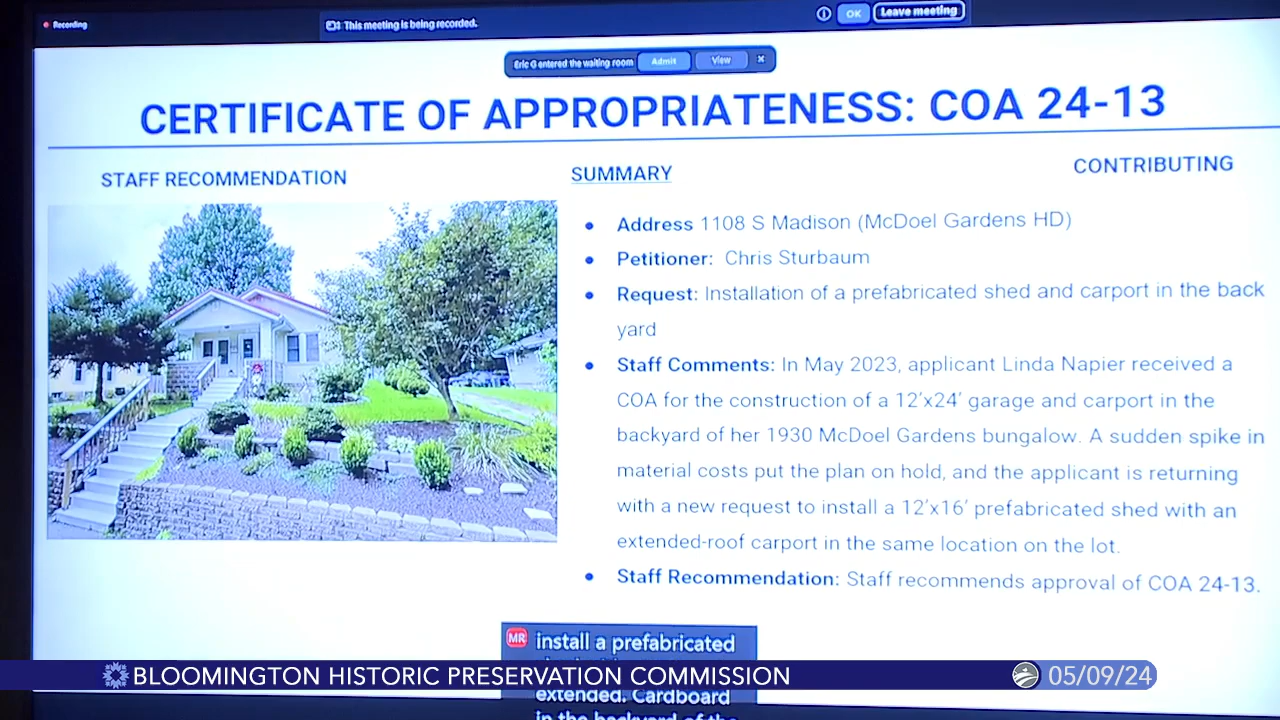 Recording
This meeting is being recorded.
OK
Leave meeting
Eric G entered the waiting room
Admit
View
CERTIFICATE OF APPROPRIATENESS: COA 24-13
STAFF RECOMMENDATION
SUMMARY
CONTRIBUTING
Address 1108 S Madison (McDoel Gardens HD)
Petitioner: Chris Sturbaum
Request: Installation of a prefabricated shed and carport in the back
yard
Staff Comments: In May 2023, applicant Linda Napier received a
COA for the construction of a 12’x24’ garage and carport in the
backyard of her 1930 McDoel Gardens bungalow. A sudden spike in
material costs put the plan on hold, and the applicant is returning
with a new request to install a 12’x16’ prefabricated shed with an
extended-roof carport in the same location on the lot.
Staff Recommendation: Staff recommends approval of COA 24-13.
MR install a prefabricated
BLOOMINGTON HISTORIC PRESERVATION COMMISSION
05/09/24
extended. Cardboard
in the backyard of the